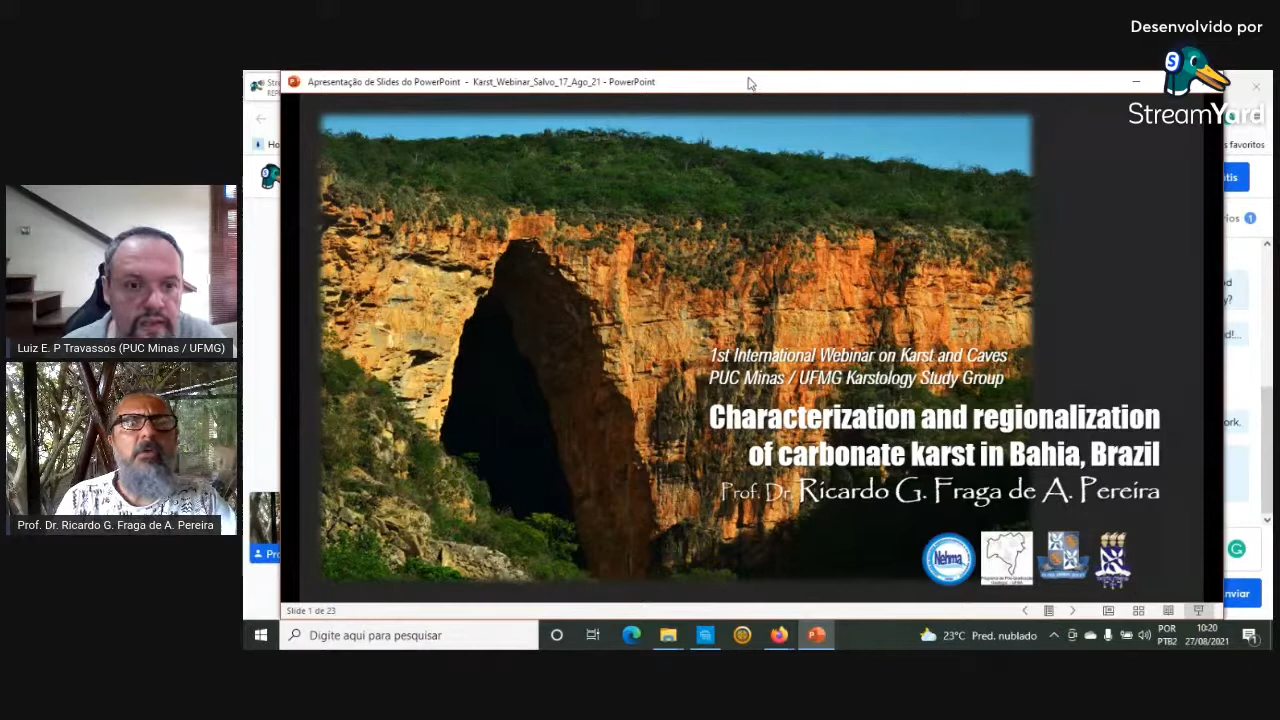 Desenvolvido por
StreamYard
Apresentação de Slides do PowerPoint - Karst_Webinar_Salvo_17_Ago_21 - PowerPoint
s favoritos
1st International Webinar on Karst and Caves
PUC Minas / UFMG Karstology Study Group
Characterization and regionalization
of carbonate karst in Bahia, Brazil
Prof. Dr. Ricardo G. Fraga de A. Pereira
Nehma
Luiz E. P Travassos (PUC Minas / UFMG)
Prof. Dr. Ricardo G. Fraga de A. Pereira
Slide 1 de 23
Digite aqui para pesquisar
23°C Pred. nublado
POR
PTB2
10:20
27/08/2021